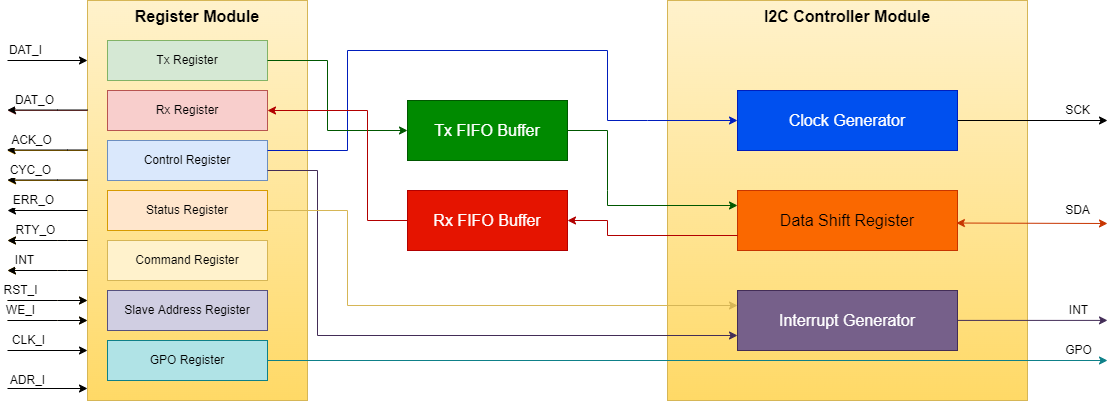 Register Module
I2C Controller Module
DAT_I
DAT_O
ACK_O
CYC_O
ERR_O
RTY_O
INT
RST_I
WE_I
CLK_I
ADR_I
Tx Register
Rx Register
Control Register
Status Register
Command Register
Slave Address Register
GPO Register
Tx FIFO Buffer
Rx FIFO Buffer
Clock Generator
Data Shift Register
Interrupt Generator
SCK
SDA
INT
GPO